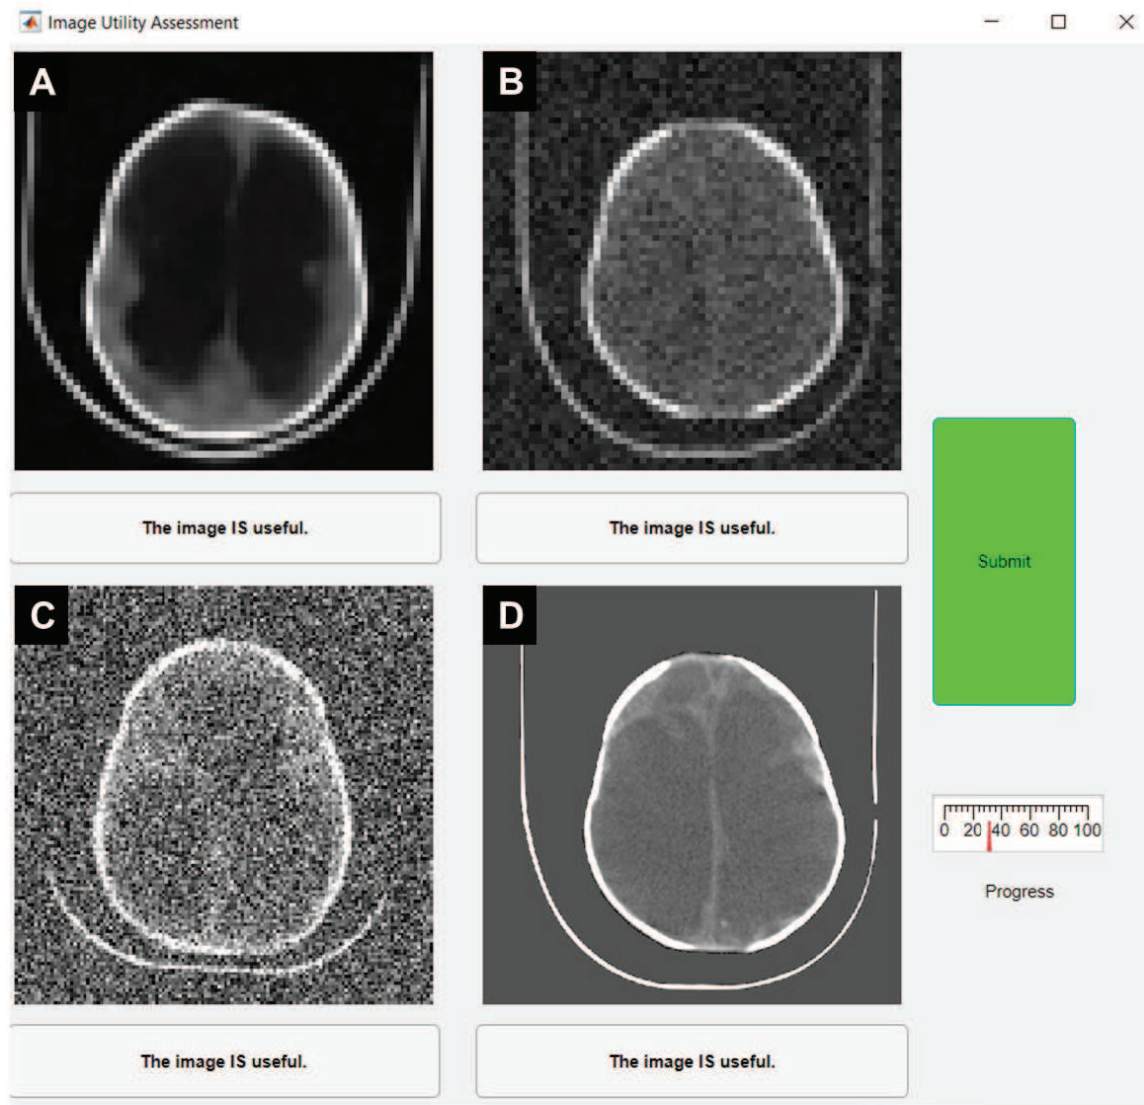 Image Utility Assessment
A
B
The image IS useful.
The image IS useful.
Submit
C
D
0 20 40 60 80 100
Progress
The image IS useful.
The image IS useful.